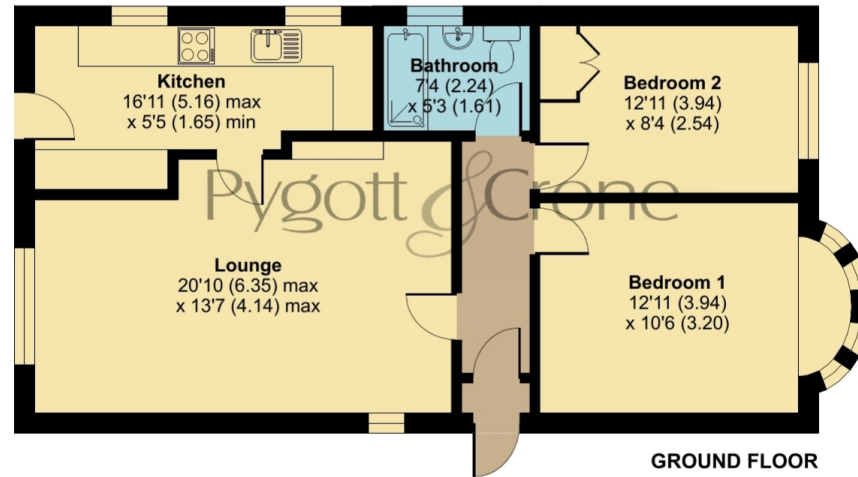 Kitchen
16'11 (5.16) max
x 5'5 (1.65) min
Bathroom
7'4 (2.24)
x 5'3 (1.61)
Bedroom 2
12'11 (3.94)
x 8'4 (2.54)
Pygott & Crone
Lounge
20'10 (6.35) max
x 13'7 (4.14) max
Bedroom 1
12'11 (3.94)
x 10'6 (3.20)
GROUND FLOOR